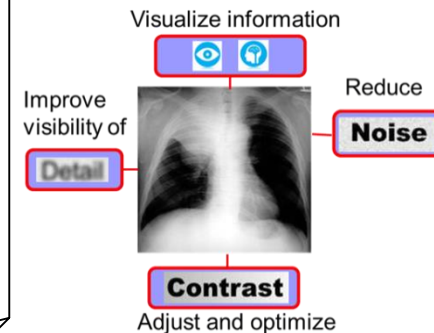 Visualize information
Improve
visibility of
Detail
Reduce
Noise
Contrast
Adjust and optimize